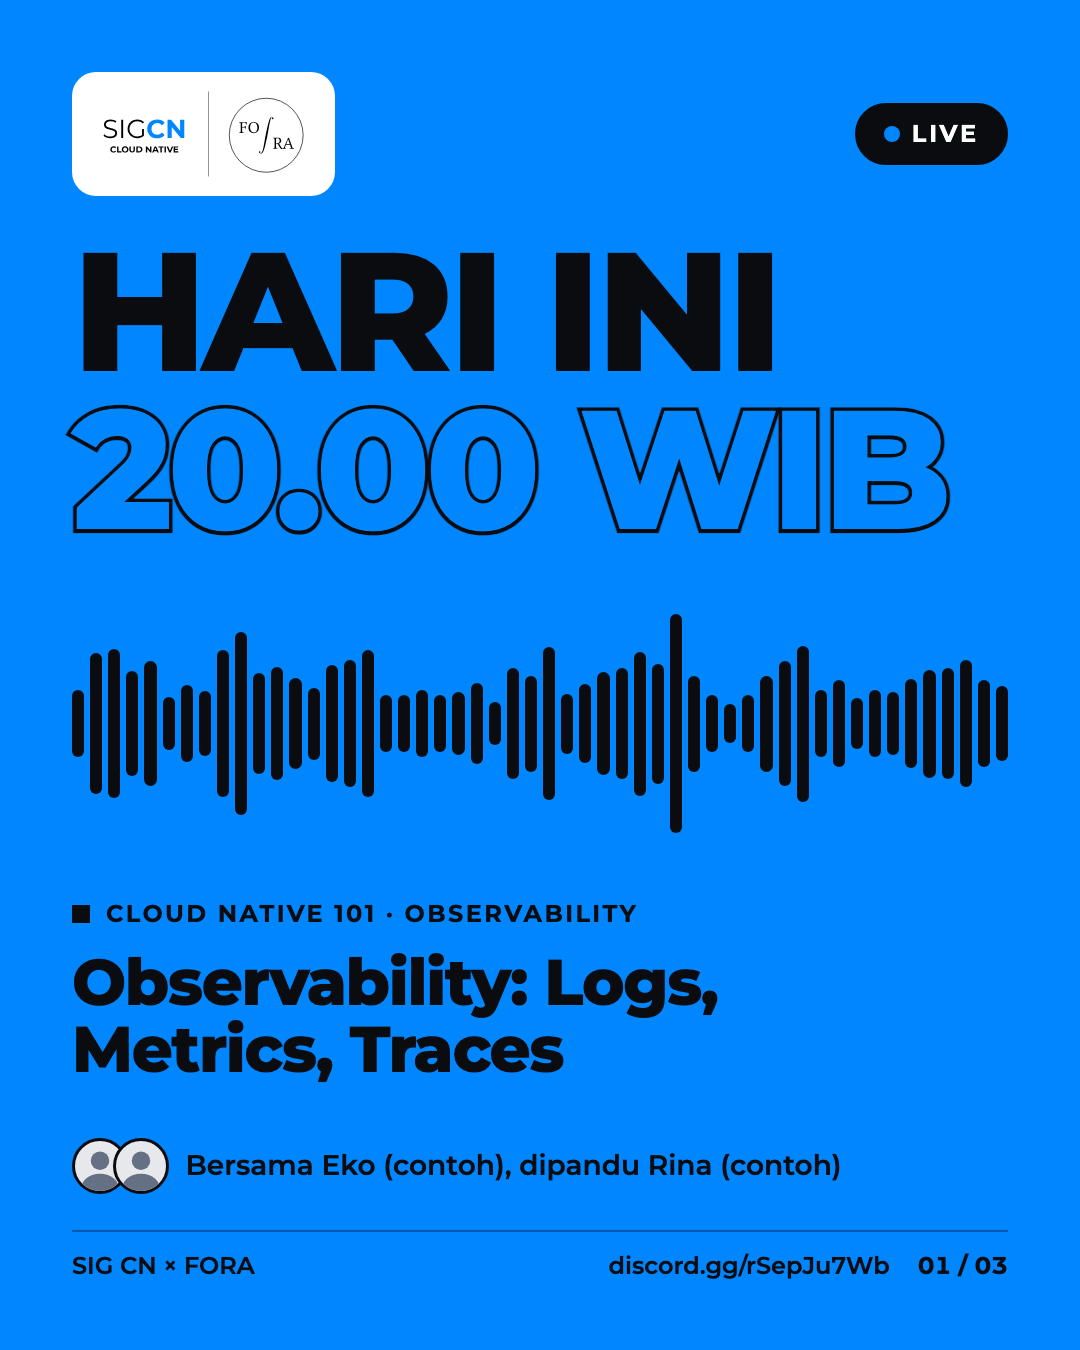 SIGCN
CLOUD NATIVE
FO
RA
LIVE
HARI INI
20.00 WIB
CLOUD NATIVE 101 · OBSERVABILITY
Observability: Logs,
Metrics, Traces
Bersama Eko (contoh), dipandu Rina (contoh)
SIG CN × FORA
discord.gg/rSepJu7Wb 01 / 03